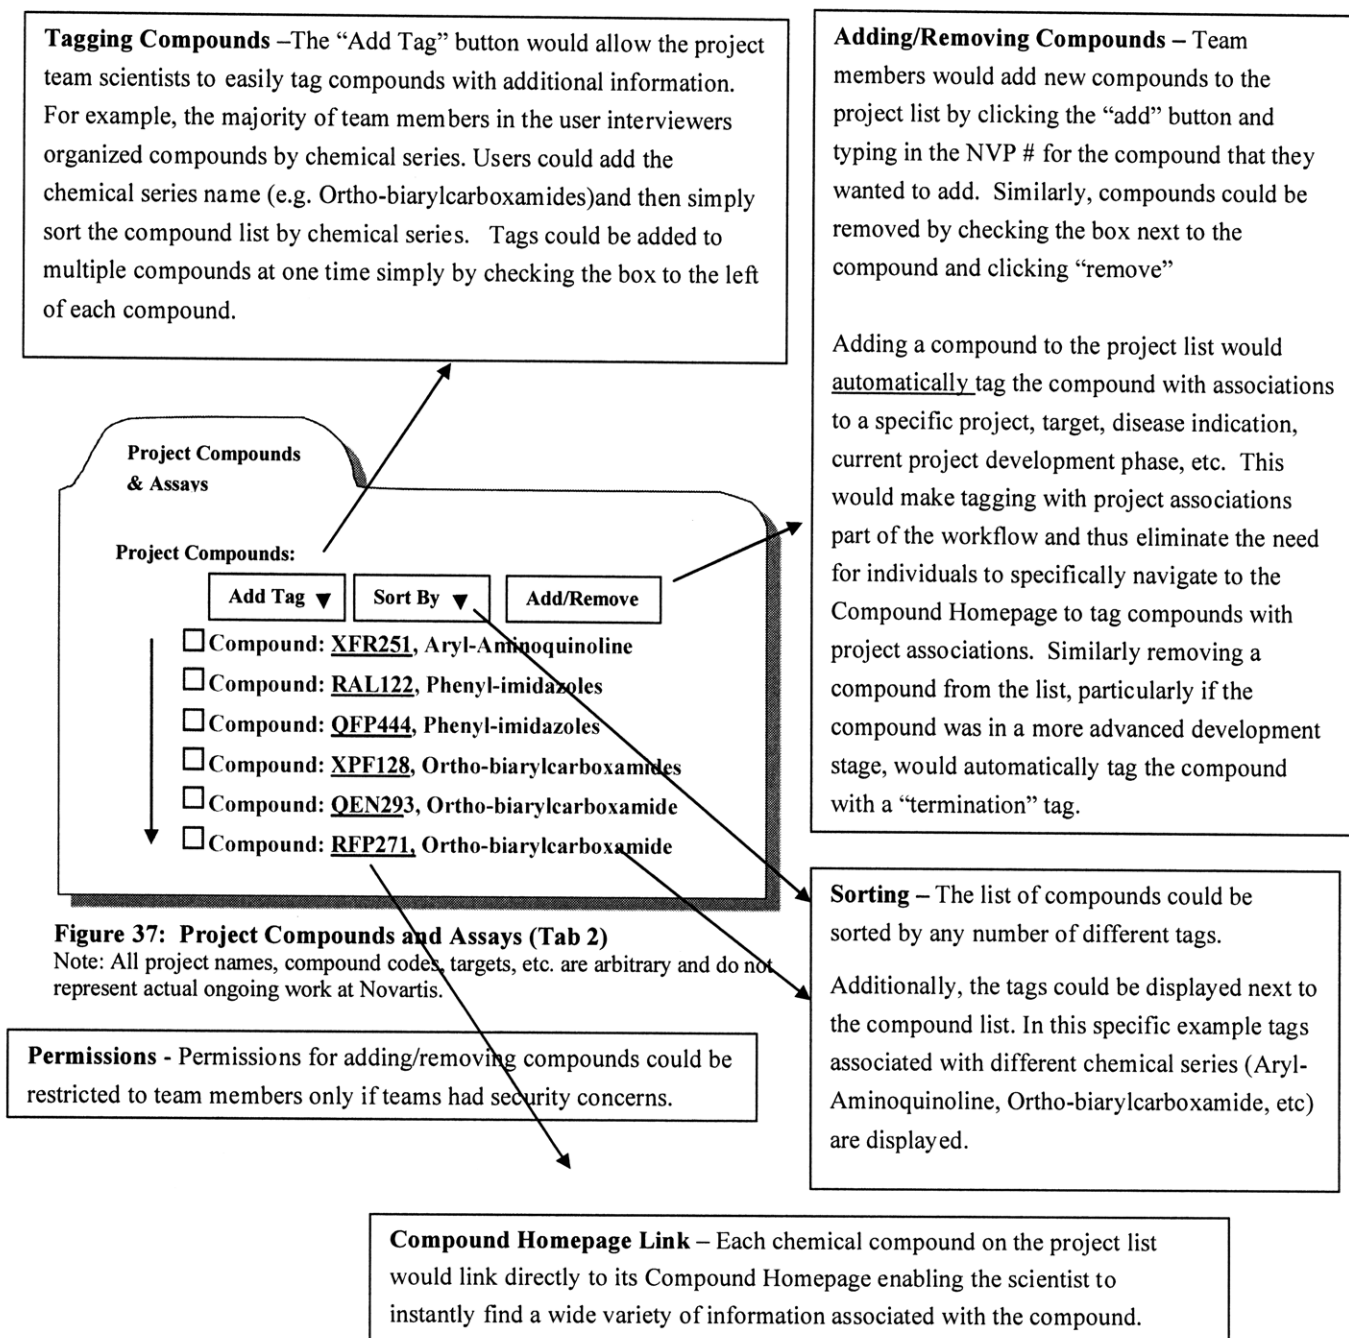 Tagging Compounds –The “Add Tag” button would allow the project
team scientists to easily tag compounds with additional information.
For example, the majority of team members in the user interviewers
organized compounds by chemical series. Users could add the
chemical series name (e.g. Ortho-biarylcarboxamides)and then simply
sort the compound list by chemical series. Tags could be added to
multiple compounds at one time simply by checking the box to the left
of each compound.
Adding/Removing Compounds – Team
members would add new compounds to the
project list by clicking the “add” button and
typing in the NVP # for the compound that they
wanted to add. Similarly, compounds could be
removed by checking the box next to the
compound and clicking “remove”
Adding a compound to the project list would
automatically tag the compound with associations
to a specific project, target, disease indication,
current project development phase, etc. This
would make tagging with project associations
part of the workflow and thus eliminate the need
for individuals to specifically navigate to the
Compound Homepage to tag compounds with
project associations. Similarly removing a
compound from the list, particularly if the
compound was in a more advanced development
stage, would automatically tag the compound
with a “termination” tag.
Project Compounds
& Assays
Project Compounds:
Add Tag ▼ Sort By ▼ Add/Remove
Compound: XFR251, Aryl-Aminoquinoline
Compound: RAL122, Phenyl-imidazoles
Compound: QFP444, Phenyl-imidazoles
Compound: XPF128, Ortho-biarylcarboxamides
Compound: QEN293, Ortho-biarylcarboxamide
Compound: RFP271, Ortho-biarylcarboxamide
Figure 37: Project Compounds and Assays (Tab 2)
Note: All project names, compound codes, targets, etc. are arbitrary and do not
represent actual ongoing work at Novartis.
Sorting – The list of compounds could be
sorted by any number of different tags.
Additionally, the tags could be displayed next to
the compound list. In this specific example tags
associated with different chemical series (Aryl-
Aminoquinoline, Ortho-biarylcarboxamide, etc)
are displayed.
Permissions - Permissions for adding/removing compounds could be
restricted to team members only if teams had security concerns.
Compound Homepage Link – Each chemical compound on the project list
would link directly to its Compound Homepage enabling the scientist to
instantly find a wide variety of information associated with the compound.